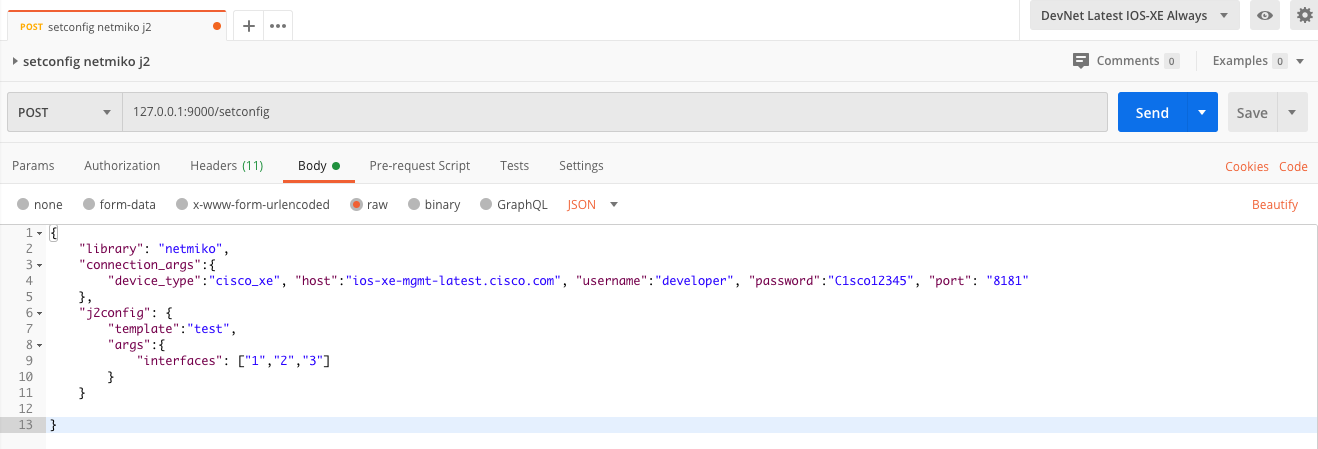 POST setconfig netmiko j2
DevNet Latest IOS-XE Always
setconfig netmiko j2
Comments 0
Examples 0
POST
127.0.0.1:9000/setconfig
Send
Save
Params Authorization Headers (11) Body Pre-request Script Tests Settings
Cookies Code
none form-data x-www-form-urlencoded raw binary GraphQL JSON
Beautify
1 {
2     "library": "netmiko",
3     "connection_args":{
4         "device_type":"cisco_xe", "host":"ios-xe-mgmt-latest.cisco.com", "username":"developer", "password":"C1sco12345", "port": "8181"
5     },
6     "j2config": {
7         "template":"test",
8         "args":{
9             "interfaces": ["1","2","3"]
10         }
11     }
12
13 }